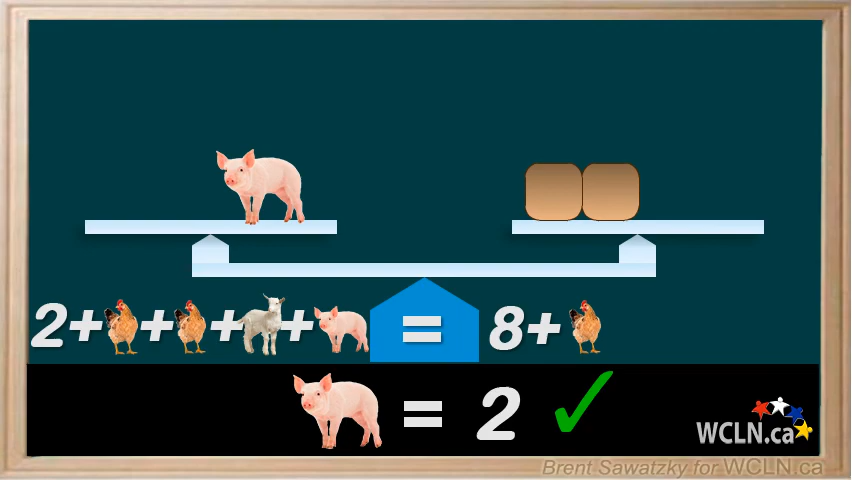 2+ + + + = 8+
= 2 ✓
WCLN.ca
Brent Sawatzky for WCLN.ca